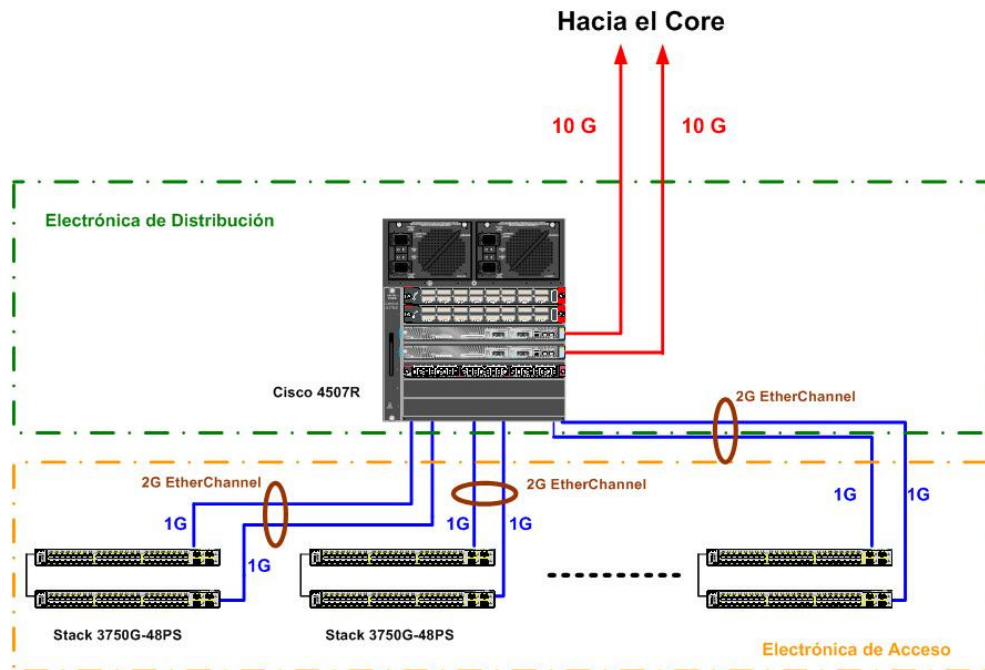 Hacia el Core
10 G
10 G
Electrónica de Distribución
Cisco 4507R
2G EtherChannel
2G EtherChannel
2G EtherChannel
1G
1G
1G
1G
1G
1G
Stack 3750G-48PS
Stack 3750G-48PS
Electrónica de Acceso